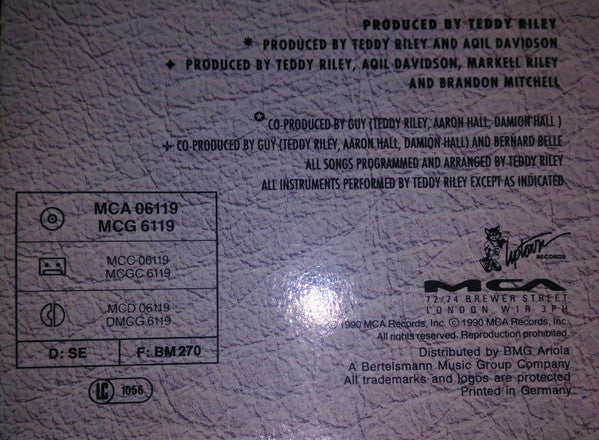 PRODUCED BY TEDDY RILEY
* PRODUCED BY TEDDY RILEY AND AQIL DAVIDSON
✦ PRODUCED BY TEDDY RILEY, AQIL DAVIDSON, MARKELL RILEY
AND BRANDON MITCHELL
✪ CO-PRODUCED BY GUY (TEDDY RILEY, AARON HALL, DAMION HALL )
+ CO-PRODUCED BY GUY (TEDDY RILEY, AARON HALL, DAMION HALL) AND BERNARD BELLE
ALL SONGS PROGRAMMED AND ARRANGED BY TEDDY RILEY
ALL INSTRUMENTS PERFORMED BY TEDDY RILEY EXCEPT AS INDICATED
MCA 06119
MCG 6119
MCC 06119
MCGC 6119
MCD 06119
DMCG 6119
D: SE
F: BM 270
LC 1056
Uptown
RECORDS
MCA
72/74 BREWER STREET
LONDON W1R 3PH
1990 MCA Records, Inc. © 1990 MCA Records, Inc.
All rights reserved. Reproduction prohibited.
Distributed by BMG Ariola
A Bertelsmann Music Group Company
All trademarks and logos are protected
Printed in Germany